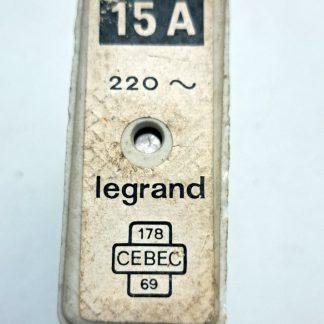 15 A
220 ~
legrand
178
CEBEC
69